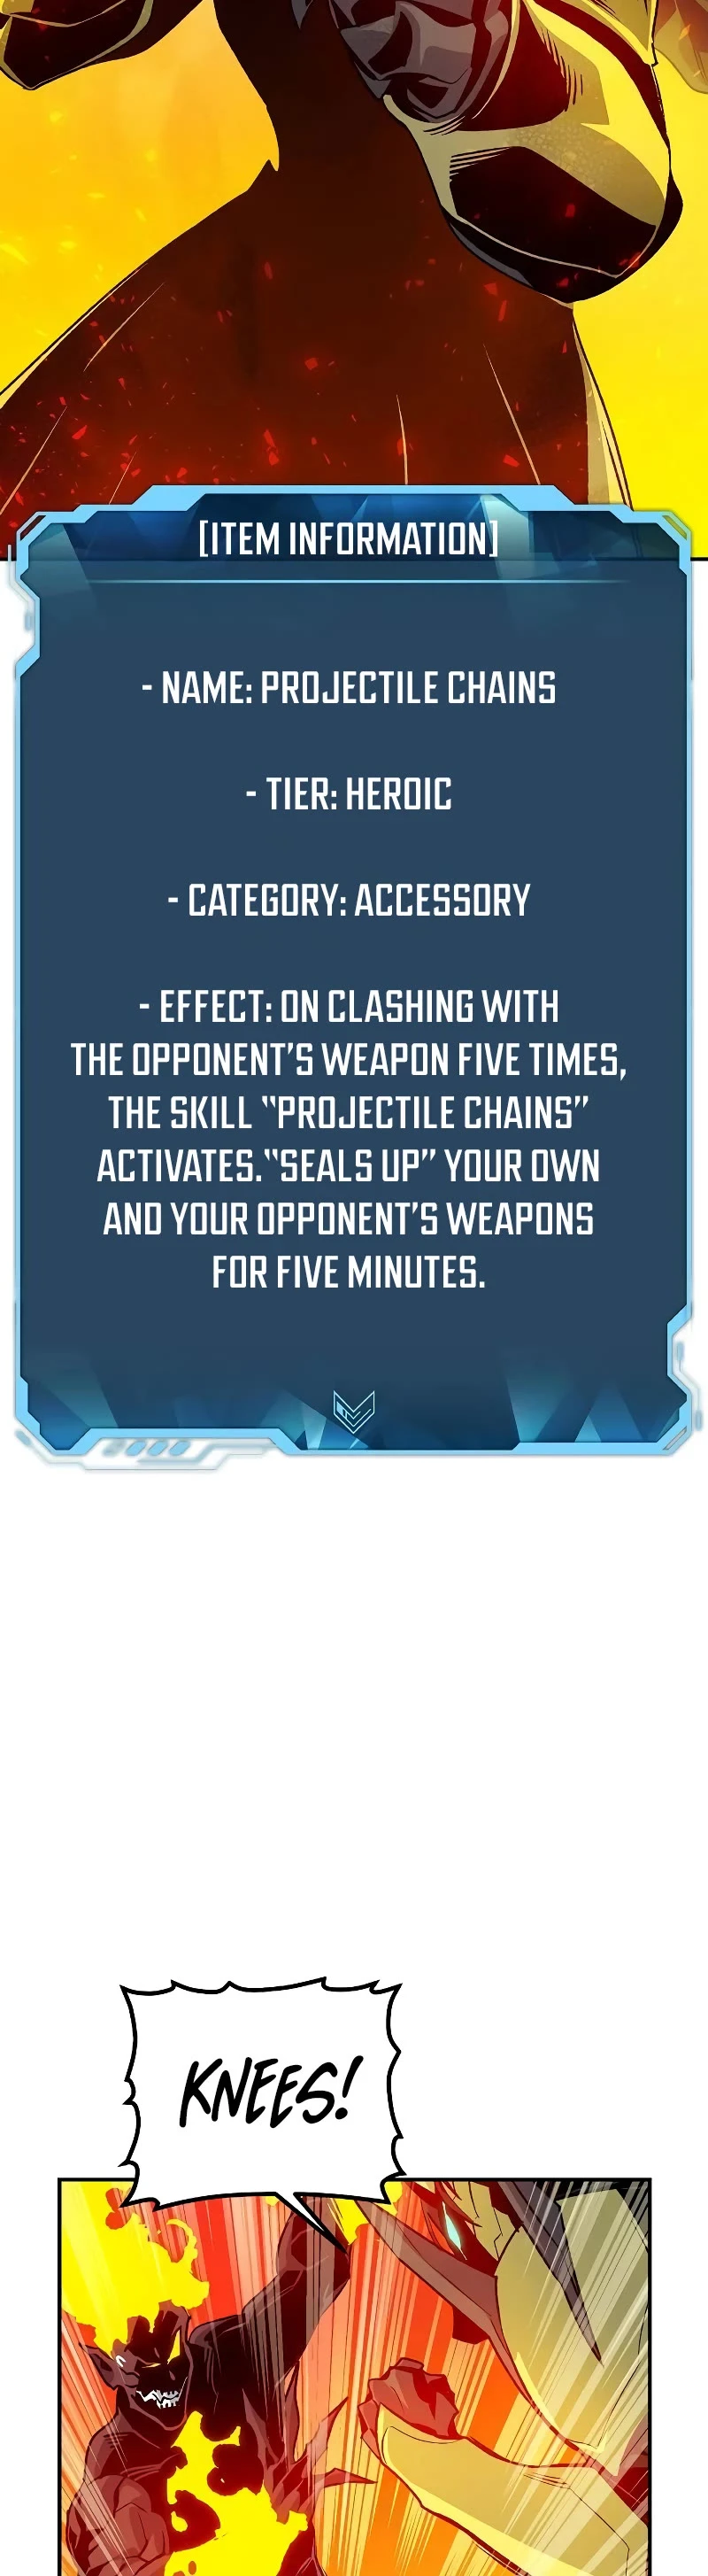 [ITEM INFORMATION]
- NAME: PROJECTILE CHAINS
- TIER: HEROIC
- CATEGORY: ACCESSORY
- EFFECT: ON CLASHING WITH
THE OPPONENT'S WEAPON FIVE TIMES,
THE SKILL "PROJECTILE CHAINS"
ACTIVATES."SEALS UP" YOUR OWN
AND YOUR OPPONENT'S WEAPONS
FOR FIVE MINUTES.
KNEES!